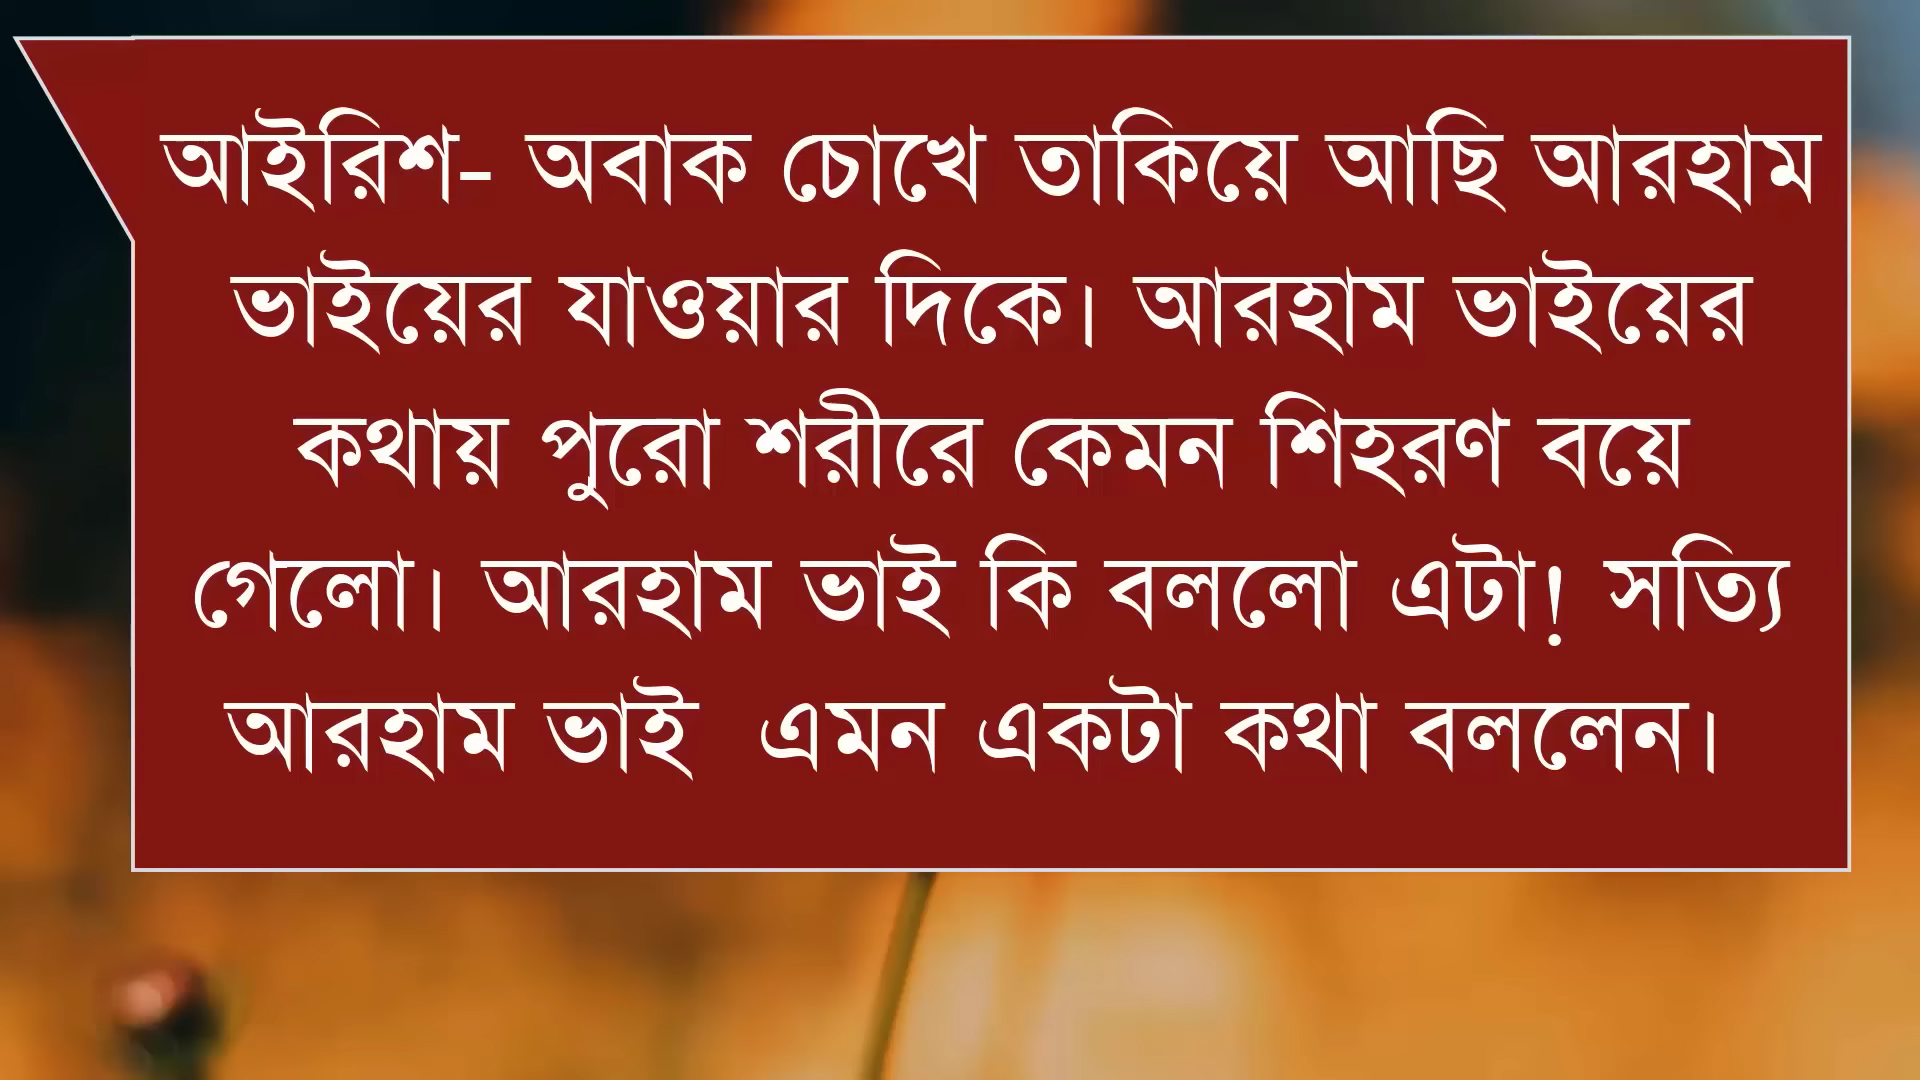 আইরিশ- অবাক চোখে তাকিয়ে আছি আরহাম
ভাইয়ের যাওয়ার দিকে। আরহাম ভাইয়ের
কথায় পুরো শরীরে কেমন শিহরণ বয়ে
গেলো। আরহাম ভাই কি বললো এটা! সত্যি
আরহাম ভাই এমন একটা কথা বললেন।